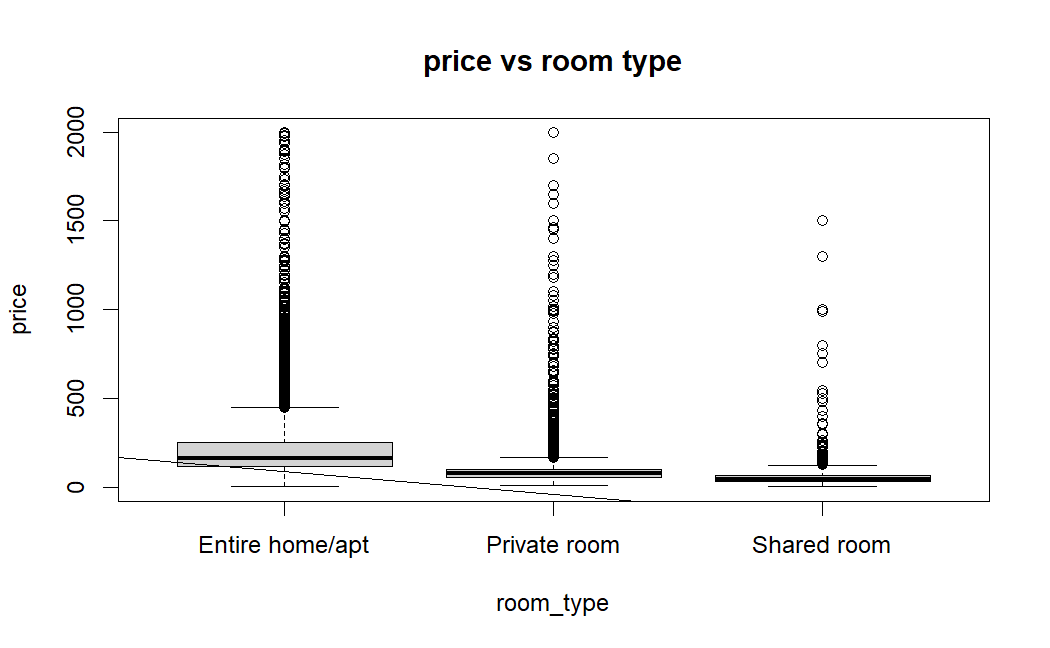 price vs room type
price
2000
1500
1000
500
0
Entire home/apt
Private room
Shared room
room_type